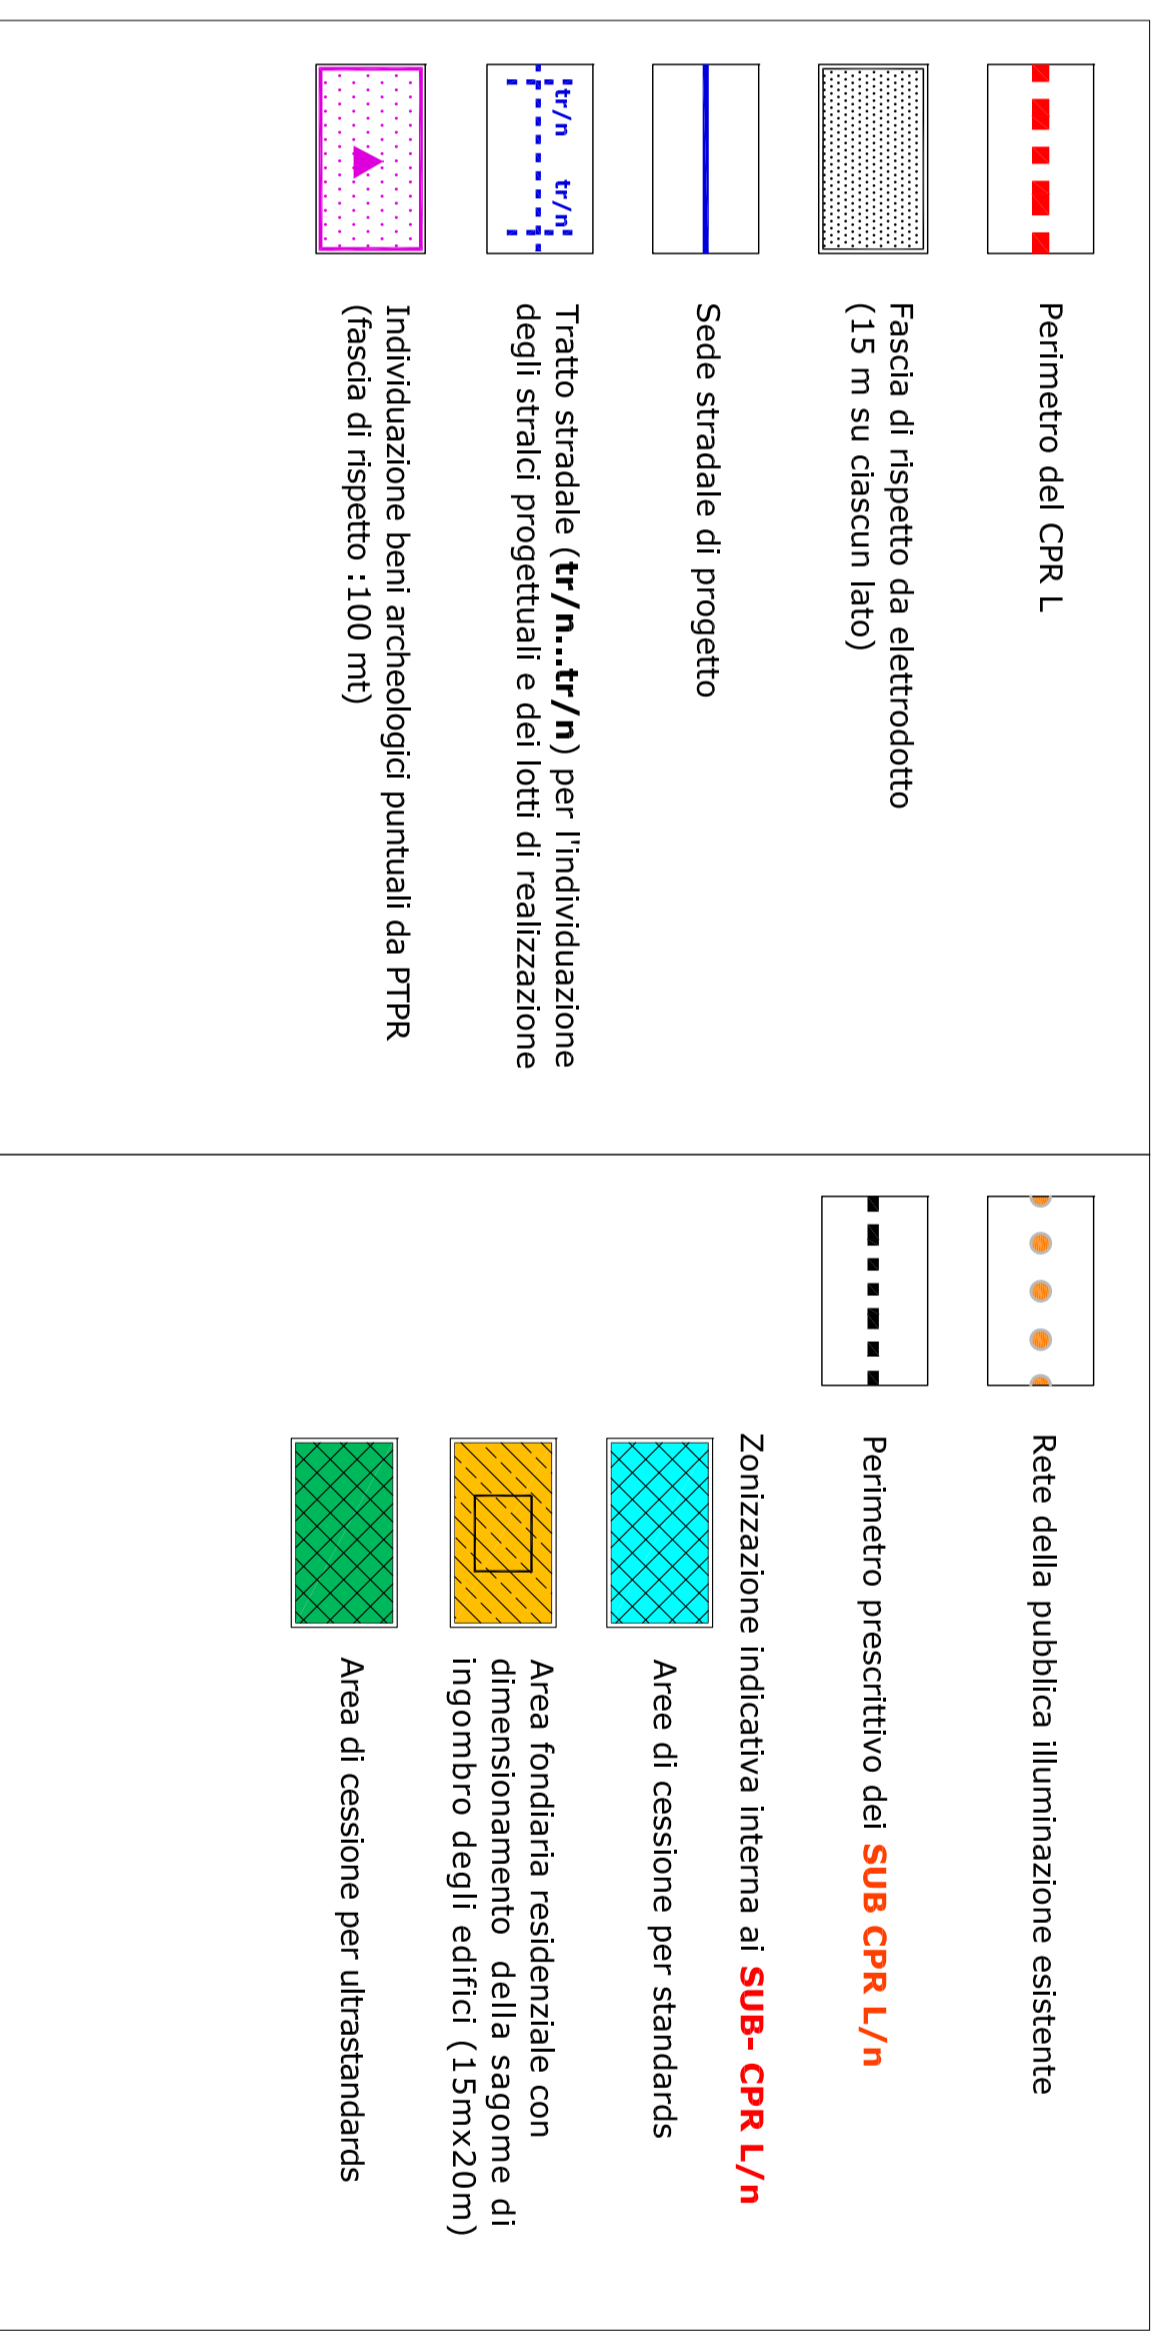 Perimetro del CPR L
Fascia di rispetto da elettrodotto
(15 m su ciascun lato)
Sede stradale di progetto
tr/n tr/n
Tratto stradale (tr/n...tr/n) per l'individuazione
degli stralci progettuali e dei lotti di realizzazione
Individuazione beni archeologici puntuali da PTPR
(fascia di rispetto :100 mt)
Rete della pubblica illuminazione esistente
Perimetro prescrittivo dei SUB CPR L/n
Zonizzazione indicativa interna ai SUB- CPR L/n
Aree di cessione per standards
Area fondiaria residenziale con
dimensionamento della sagome di
ingombro degli edifici (15mx20m)
Area di cessione per ultrastandards